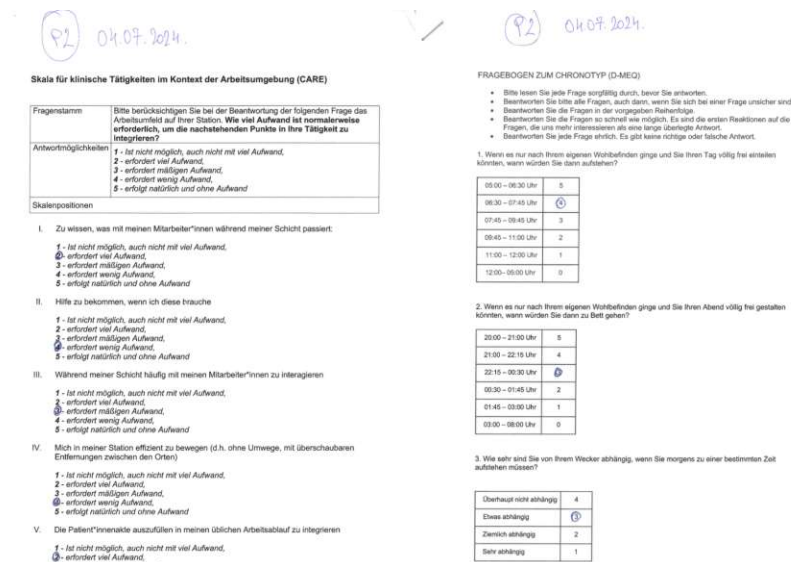 P2 04.07.2024.
Skala für klinische Tätigkeiten im Kontext der Arbeitsumgebung (CARE)
Fragenstamm
Bitte berücksichtigen Sie bei der Beantwortung der folgenden Frage das
Arbeitsumfeld auf Ihrer Station. Wie viel Aufwand ist normalerweise
erforderlich, um die nachstehenden Punkte in Ihre Tätigkeit zu
integrieren?
Antwortmöglichkeiten
1 - Ist nicht möglich, auch nicht mit viel Aufwand,
2 - erfordert viel Aufwand,
3 - erfordert mäßigen Aufwand,
4 - erfordert wenig Aufwand,
5 - erfolgt natürlich und ohne Aufwand
Skalenpositionen
I. Zu wissen, was mit meinen Mitarbeiter*innen während meiner Schicht passiert:
1 - Ist nicht möglich, auch nicht mit viel Aufwand,
2 - erfordert viel Aufwand,
3 - erfordert mäßigen Aufwand,
4 - erfordert wenig Aufwand,
5 - erfolgt natürlich und ohne Aufwand
II. Hilfe zu bekommen, wenn ich diese brauche
1 - Ist nicht möglich, auch nicht mit viel Aufwand,
2 - erfordert viel Aufwand,
3 - erfordert mäßigen Aufwand,
4 - erfordert wenig Aufwand,
5 - erfolgt natürlich und ohne Aufwand
III. Während meiner Schicht häufig mit meinen Mitarbeiter*innen zu interagieren
1 - Ist nicht möglich, auch nicht mit viel Aufwand,
2 - erfordert viel Aufwand,
3 - erfordert mäßigen Aufwand,
4 - erfordert wenig Aufwand,
5 - erfolgt natürlich und ohne Aufwand
IV. Mich in meiner Station effizient zu bewegen (d.h. ohne Umwege, mit überschaubaren
Entfernungen zwischen den Orten)
1 - Ist nicht möglich, auch nicht mit viel Aufwand,
2 - erfordert viel Aufwand,
3 - erfordert mäßigen Aufwand,
4 - erfordert wenig Aufwand,
5 - erfolgt natürlich und ohne Aufwand
V. Die Patient*innenakte auszufüllen in meinen üblichen Arbeitsablauf zu integrieren
1 - Ist nicht möglich, auch nicht mit viel Aufwand,
2 - erfordert viel Aufwand,
P2 04.07.2024.
FRAGEBOGEN ZUM CHRONOTYP (D-MEQ)
• Bitte lesen Sie jede Frage sorgfältig durch, bevor Sie antworten.
• Beantworten Sie bitte alle Fragen, auch dann, wenn Sie sich bei einer Frage unsicher sind
• Beantworten Sie die Fragen in der vorgegeben Reihenfolge.
• Beantworten Sie die Fragen so schnell wie möglich. Es sind die ersten Reaktionen auf die
Fragen, die uns mehr interessieren als eine lange überlegte Antwort.
• Beantworten Sie jede Frage ehrlich. Es gibt keine richtige oder falsche Antwort.
1. Wenn es nur nach Ihrem eigenen Wohlbefinden ginge und Sie Ihren Tag völlig frei einteilen
könnten, wann würden Sie dann aufstehen?
05:00 – 06:30 Uhr 5
06:30 – 07:45 Uhr 4
07:45 – 09:45 Uhr 3
09:45 – 11:00 Uhr 2
11:00 – 12:00 Uhr 1
12:00 – 05:00 Uhr 0
2. Wenn es nur nach Ihrem eigenen Wohlbefinden ginge und Sie Ihren Abend völlig frei gestalten
könnten, wann würden Sie dann zu Bett gehen?
20:00 – 21:00 Uhr 5
21:00 – 22:15 Uhr 4
22:15 – 00:30 Uhr 3
00:30 – 01:45 Uhr 2
01:45 – 03:00 Uhr 1
03:00 – 08:00 Uhr 0
3. Wie sehr sind Sie von Ihrem Wecker abhängig, wenn Sie morgens zu einer bestimmten Zeit
aufstehen müssen?
Überhaupt nicht abhängig 4
Etwas abhängig 3
Ziemlich abhängig 2
Sehr abhängig 1